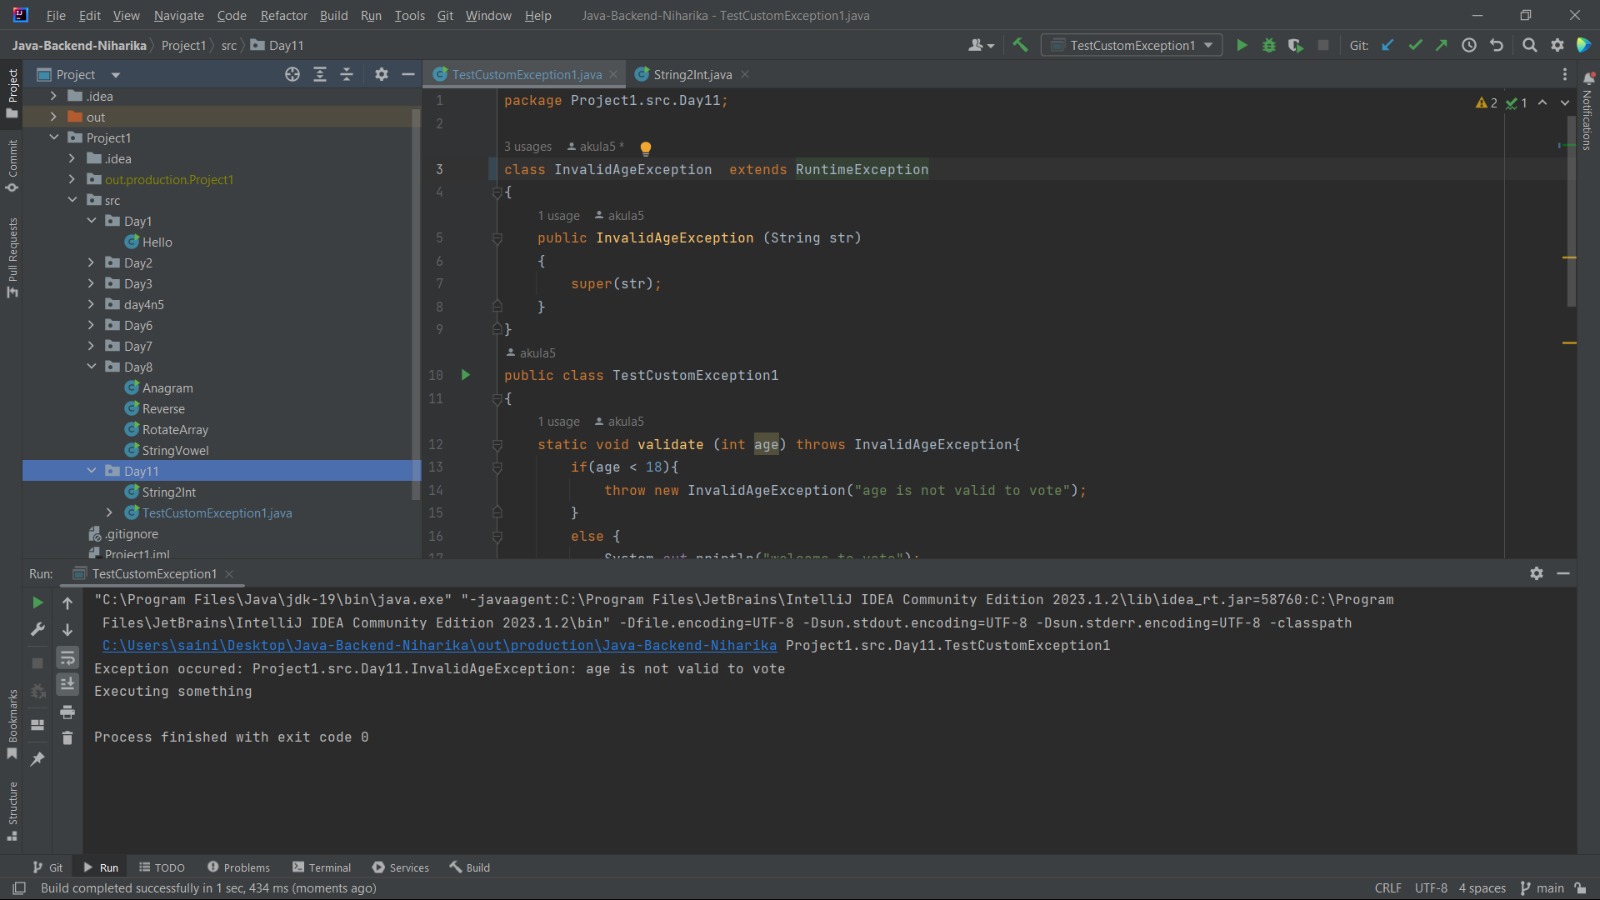 File Edit View Navigate Code Refactor Build Run Tools Git Window Help Java-Backend-Niharika - TestCustomException1.java
Java-Backend-Niharika Project1 src Day11 TestCustomException1 Git:
Project TestCustomException1.java String2Int.java
Project
Commit
Pull Requests
Bookmarks
Structure
Notifications
.idea
out
Project1
.idea
out.production.Project1
src
Day1
Hello
Day2
Day3
day4n5
Day6
Day7
Day8
Anagram
Reverse
RotateArray
StringVowel
Day11
String2Int
TestCustomException1.java
.gitignore
Project1.iml
2 1
1 package Project1.src.Day11;
2
3 usages akula5 *
3 class InvalidAgeException  extends RuntimeException
4 {
1 usage akula5
5 public InvalidAgeException (String str)
6 {
7 super(str);
8 }
9 }
akula5
10 public class TestCustomException1
11 {
1 usage akula5
12 static void validate (int age) throws InvalidAgeException{
13 if(age < 18){
14 throw new InvalidAgeException("age is not valid to vote");
15 }
16 else {
17 System.out.println("welcome to vote");
Run: TestCustomException1
"C:\Program Files\Java\jdk-19\bin\java.exe" "-javaagent:C:\Program Files\JetBrains\IntelliJ IDEA Community Edition 2023.1.2\lib\idea_rt.jar=58760:C:\Program
Files\JetBrains\IntelliJ IDEA Community Edition 2023.1.2\bin" -Dfile.encoding=UTF-8 -Dsun.stdout.encoding=UTF-8 -Dsun.stderr.encoding=UTF-8 -classpath
C:\Users\saini\Desktop\Java-Backend-Niharika\out\production\Java-Backend-Niharika Project1.src.Day11.TestCustomException1
Exception occured: Project1.src.Day11.InvalidAgeException: age is not valid to vote
Executing something
Process finished with exit code 0
Git Run TODO Problems Terminal Services Build
Build completed successfully in 1 sec, 434 ms (moments ago) CRLF UTF-8 4 spaces main